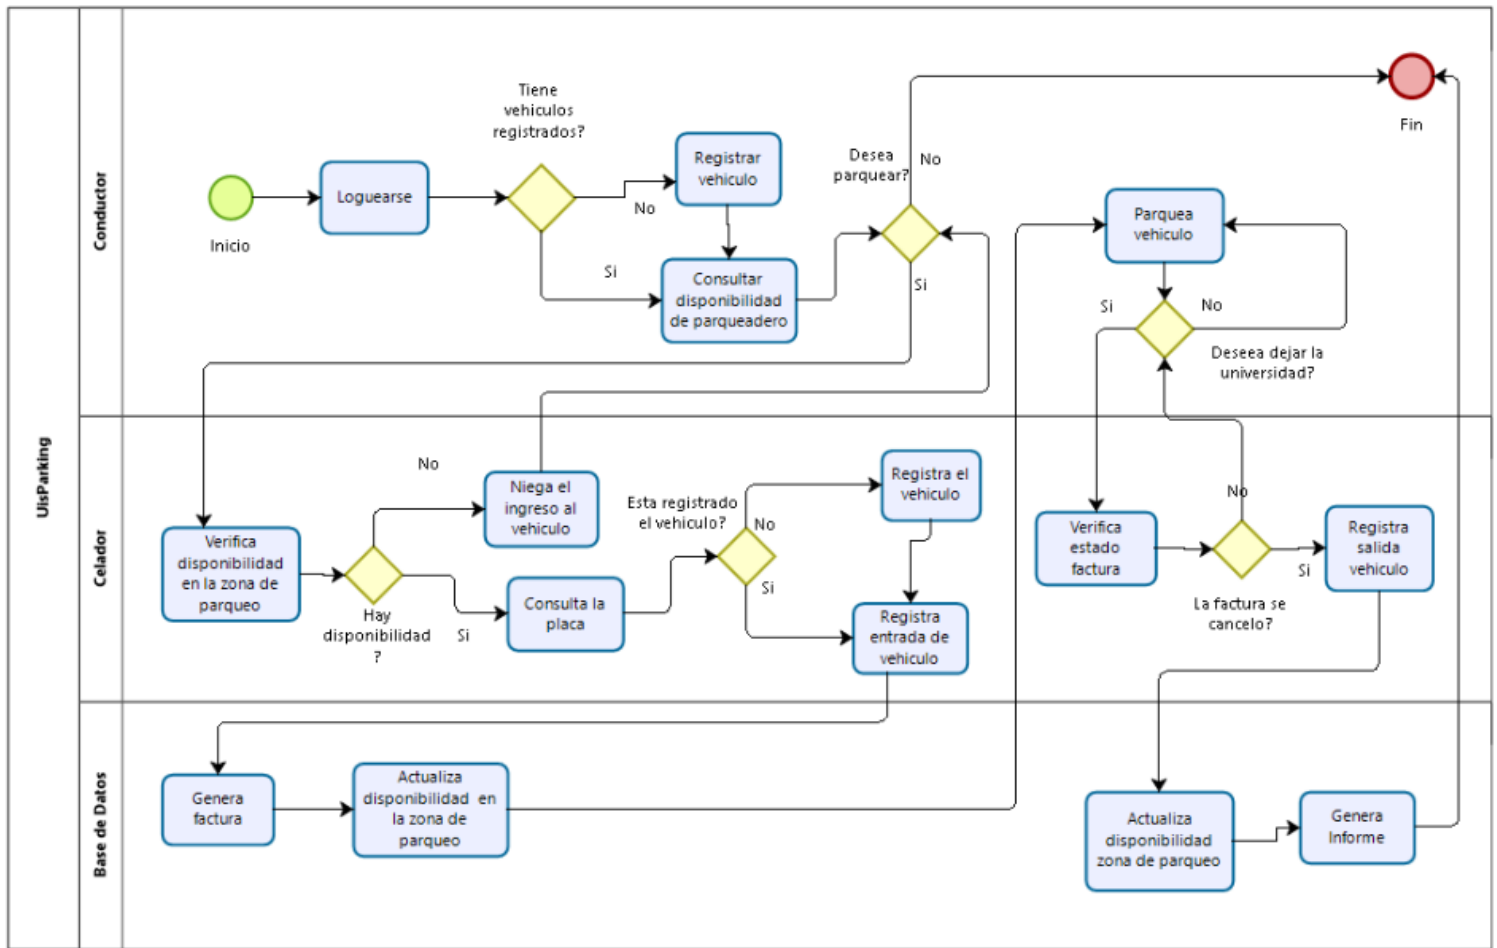 UisParking
Conductor
Inicio
Loguearse
Tiene
vehiculos
registrados?
No
Si
Registrar
vehiculo
Consultar
disponibilidad
de parqueadero
Desea
parquear?
No
Si
Fin
Parquea
vehiculo
Si
No
Deseea dejar la
universidad?
Celador
Verifica
disponibilidad
en la zona de
parqueo
Hay
disponibilidad
?
No
Si
Niega el
ingreso al
vehiculo
Consulta la
placa
Esta registrado
el vehiculo?
No
Si
Registra el
vehiculo
Registra
entrada de
vehiculo
Verifica
estado
factura
No
Si
La factura se
cancelo?
Registra
salida
vehiculo
Base de Datos
Genera
factura
Actualiza
disponibilidad en
la zona de
parqueo
Actualiza
disponibilidad
zona de parqueo
Genera
Informe